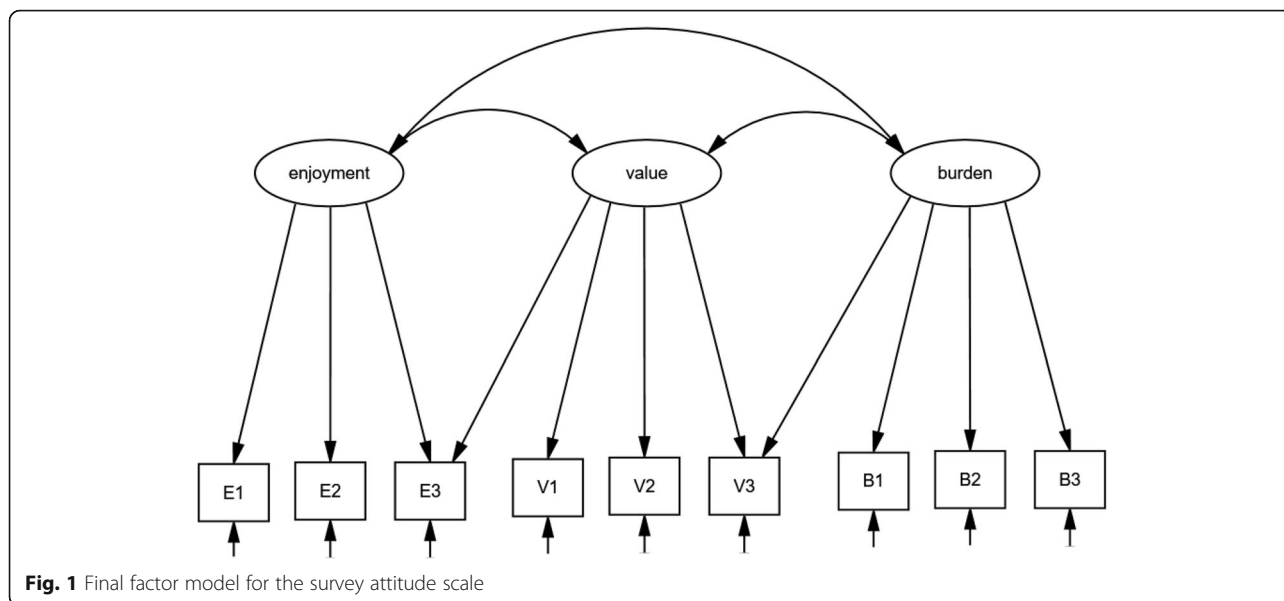 enjoyment value burden
E1 E2 E3 V1 V2 V3 B1 B2 B3
Fig. 1 Final factor model for the survey attitude scale